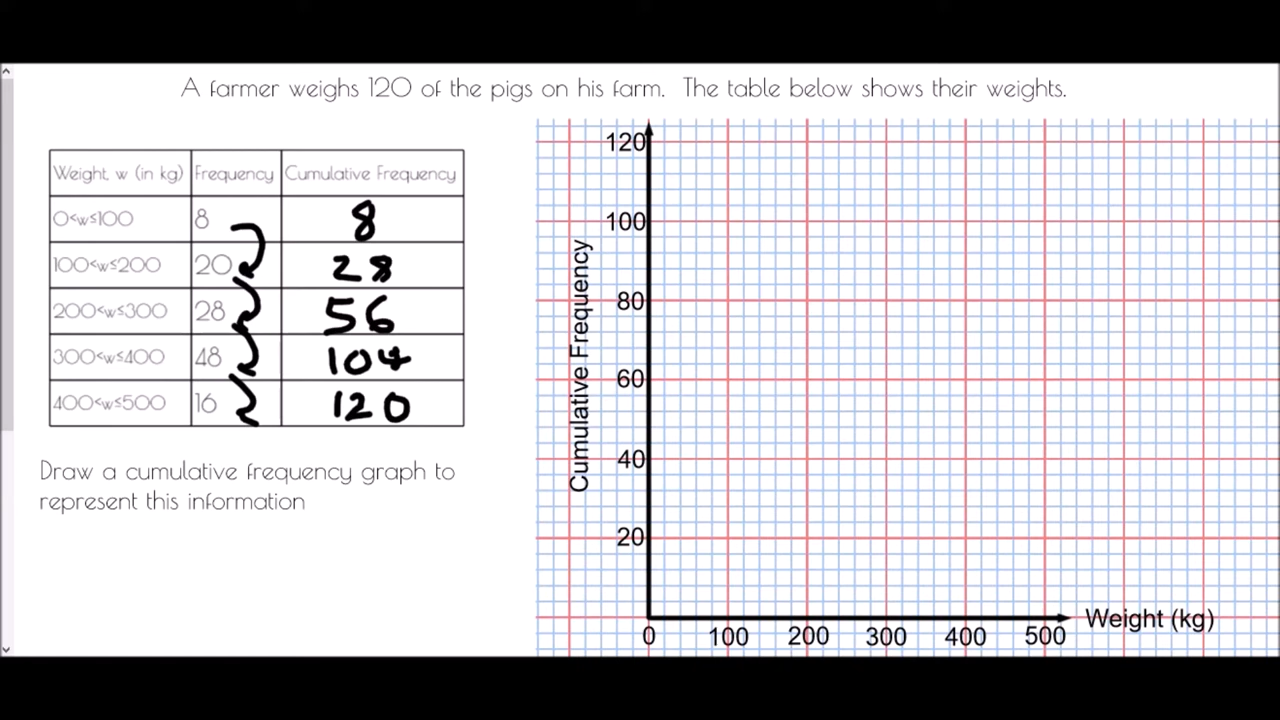 A farmer weighs 120 of the pigs on his farm. The table below shows their weights.
Weight, w (in kg) Frequency Cumulative Frequency
0<w≤100 8 8
100<w≤200 20 28
200<w≤300 28 56
300<w≤400 48 104
400<w≤500 16 120
Draw a cumulative frequency graph to
represent this information
Cumulative Frequency
120
100
80
60
40
20
0 100 200 300 400 500
Weight (kg)